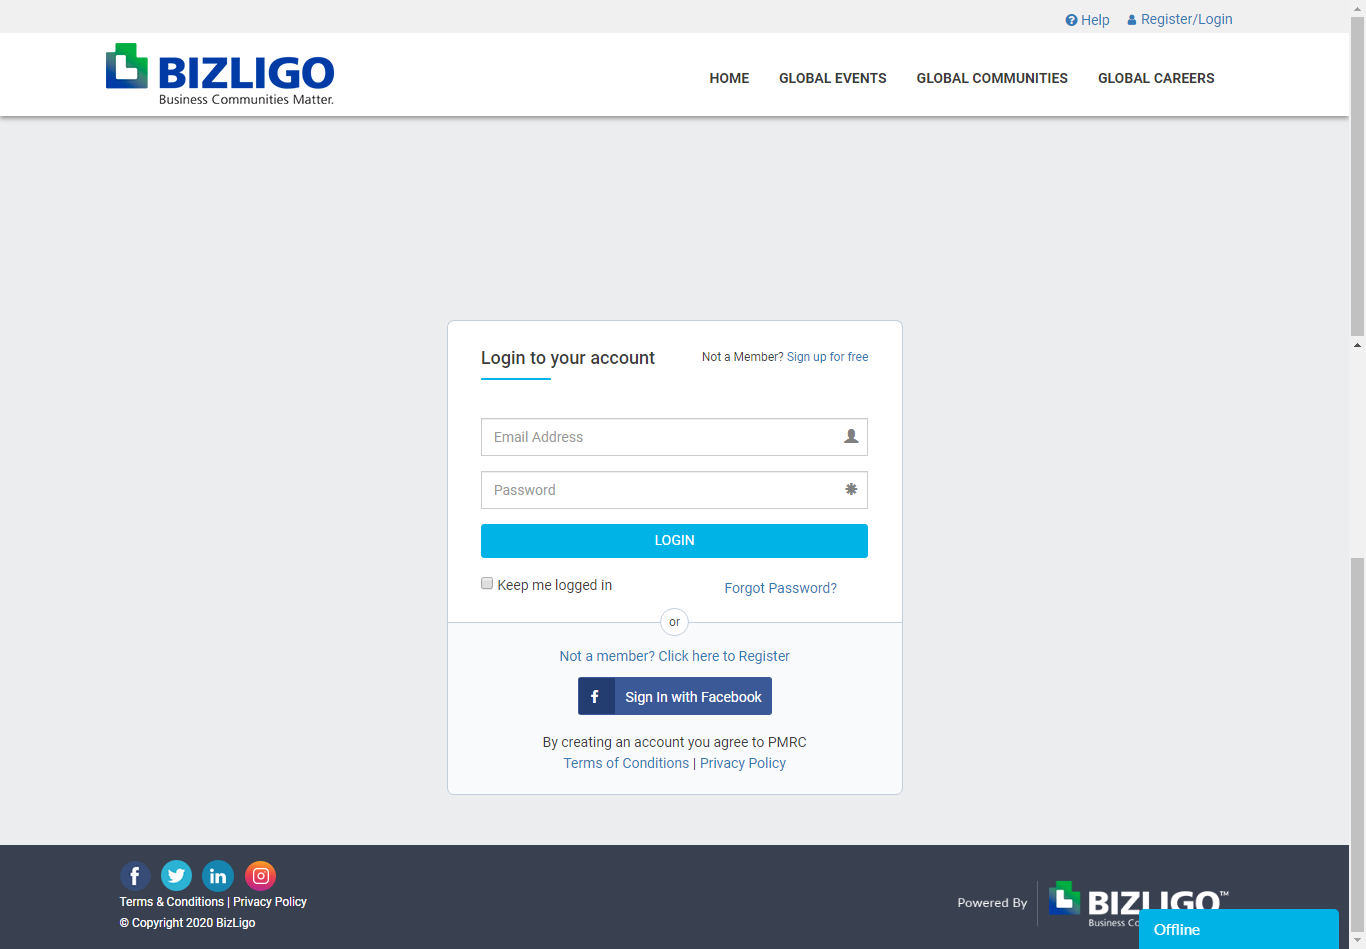 Help Register/Login
BIZLIGO
Business Communities Matter.
HOME GLOBAL EVENTS GLOBAL COMMUNITIES GLOBAL CAREERS
Login to your account
Not a Member? Sign up for free
Email Address
Password
LOGIN
Keep me logged in
Forgot Password?
or
Not a member? Click here to Register
f Sign In with Facebook
By creating an account you agree to PMRC
Terms of Conditions | Privacy Policy
Terms & Conditions | Privacy Policy
© Copyright 2020 BizLigo
Powered By
BIZLIGO™
Business
Offline